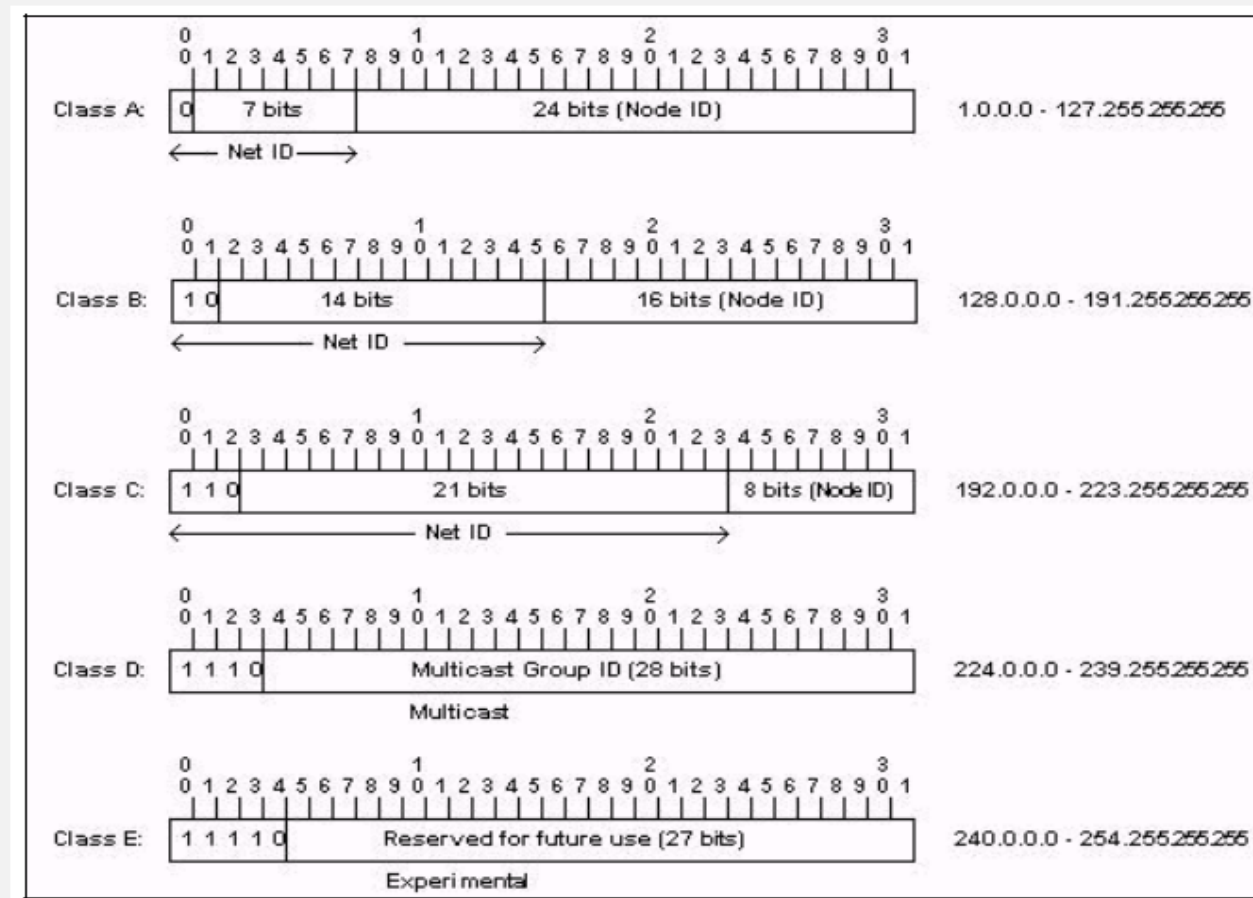 0 1 2 3
0 1 2 3 4 5 6 7 8 9 0 1 2 3 4 5 6 7 8 9 0 1 2 3 4 5 6 7 8 9 0 1
Class A: 0 7 bits 24 bits (Node ID) 1.0.0.0 - 127.255.255.255
Net ID
0 1 2 3
0 1 2 3 4 5 6 7 8 9 0 1 2 3 4 5 6 7 8 9 0 1 2 3 4 5 6 7 8 9 0 1
Class B: 1 0 14 bits 16 bits (Node ID) 128.0.0.0 - 191.255.255.255
Net ID
0 1 2 3
0 1 2 3 4 5 6 7 8 9 0 1 2 3 4 5 6 7 8 9 0 1 2 3 4 5 6 7 8 9 0 1
Class C: 1 1 0 21 bits 8 bits (Node ID) 192.0.0.0 - 223.255.255.255
Net ID
0 1 2 3
0 1 2 3 4 5 6 7 8 9 0 1 2 3 4 5 6 7 8 9 0 1 2 3 4 5 6 7 8 9 0 1
Class D: 1 1 1 0 Multicast Group ID (28 bits) 224.0.0.0 - 239.255.255.255
Multicast
0 1 2 3
0 1 2 3 4 5 6 7 8 9 0 1 2 3 4 5 6 7 8 9 0 1 2 3 4 5 6 7 8 9 0 1
Class E: 1 1 1 1 0 Reserved for future use (27 bits) 240.0.0.0 - 254.255.255.255
Experimental